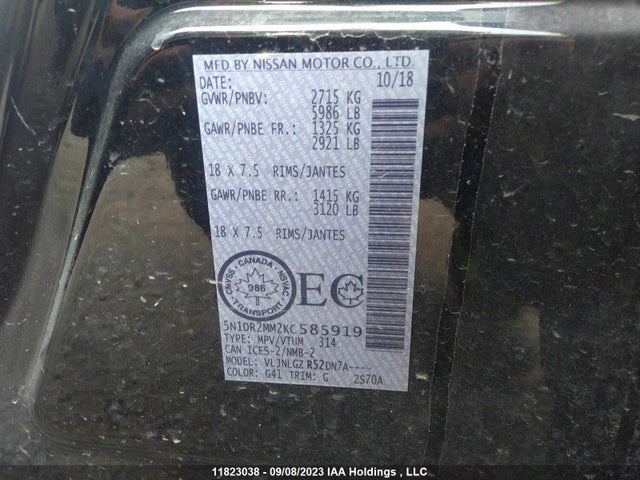 MFD BY NISSAN MOTOR CO., LTD.
DATE: 10/18
GVWR/PNBV: 2715 KG
5986 LB
GAWR/PNBE FR.: 1325 KG
2921 LB
18 X 7.5 RIMS/JANTES
GAWR/PNBE RR.: 1415 KG
3120 LB
18 X 7.5 RIMS/JANTES
CANADA
CMVSS · NSVAC
986
EC
5N1DR2MM2KC585919
TYPE: MPV/VTUM 314
CAN ICES-2/NMB-2
MODEL: VLJNLGZ R52DN7A----
COLOR: G41 TRIM: G 2S70A
11823038 - 09/08/2023 IAA Holdings , LLC